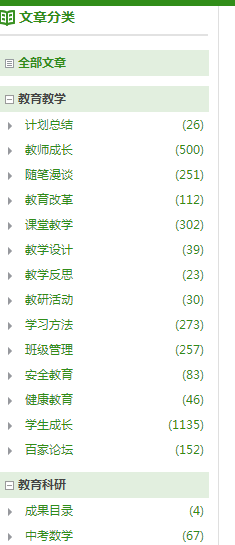 文章分类
全部文章
教育教学
计划总结 (26)
教师成长 (500)
随笔漫谈 (251)
教育改革 (112)
课堂教学 (302)
教学设计 (39)
教学反思 (23)
教研活动 (30)
学习方法 (273)
班级管理 (257)
安全教育 (83)
健康教育 (46)
学生成长 (1135)
百家论坛 (152)
教育科研
成果目录 (4)
中考数学 (67)